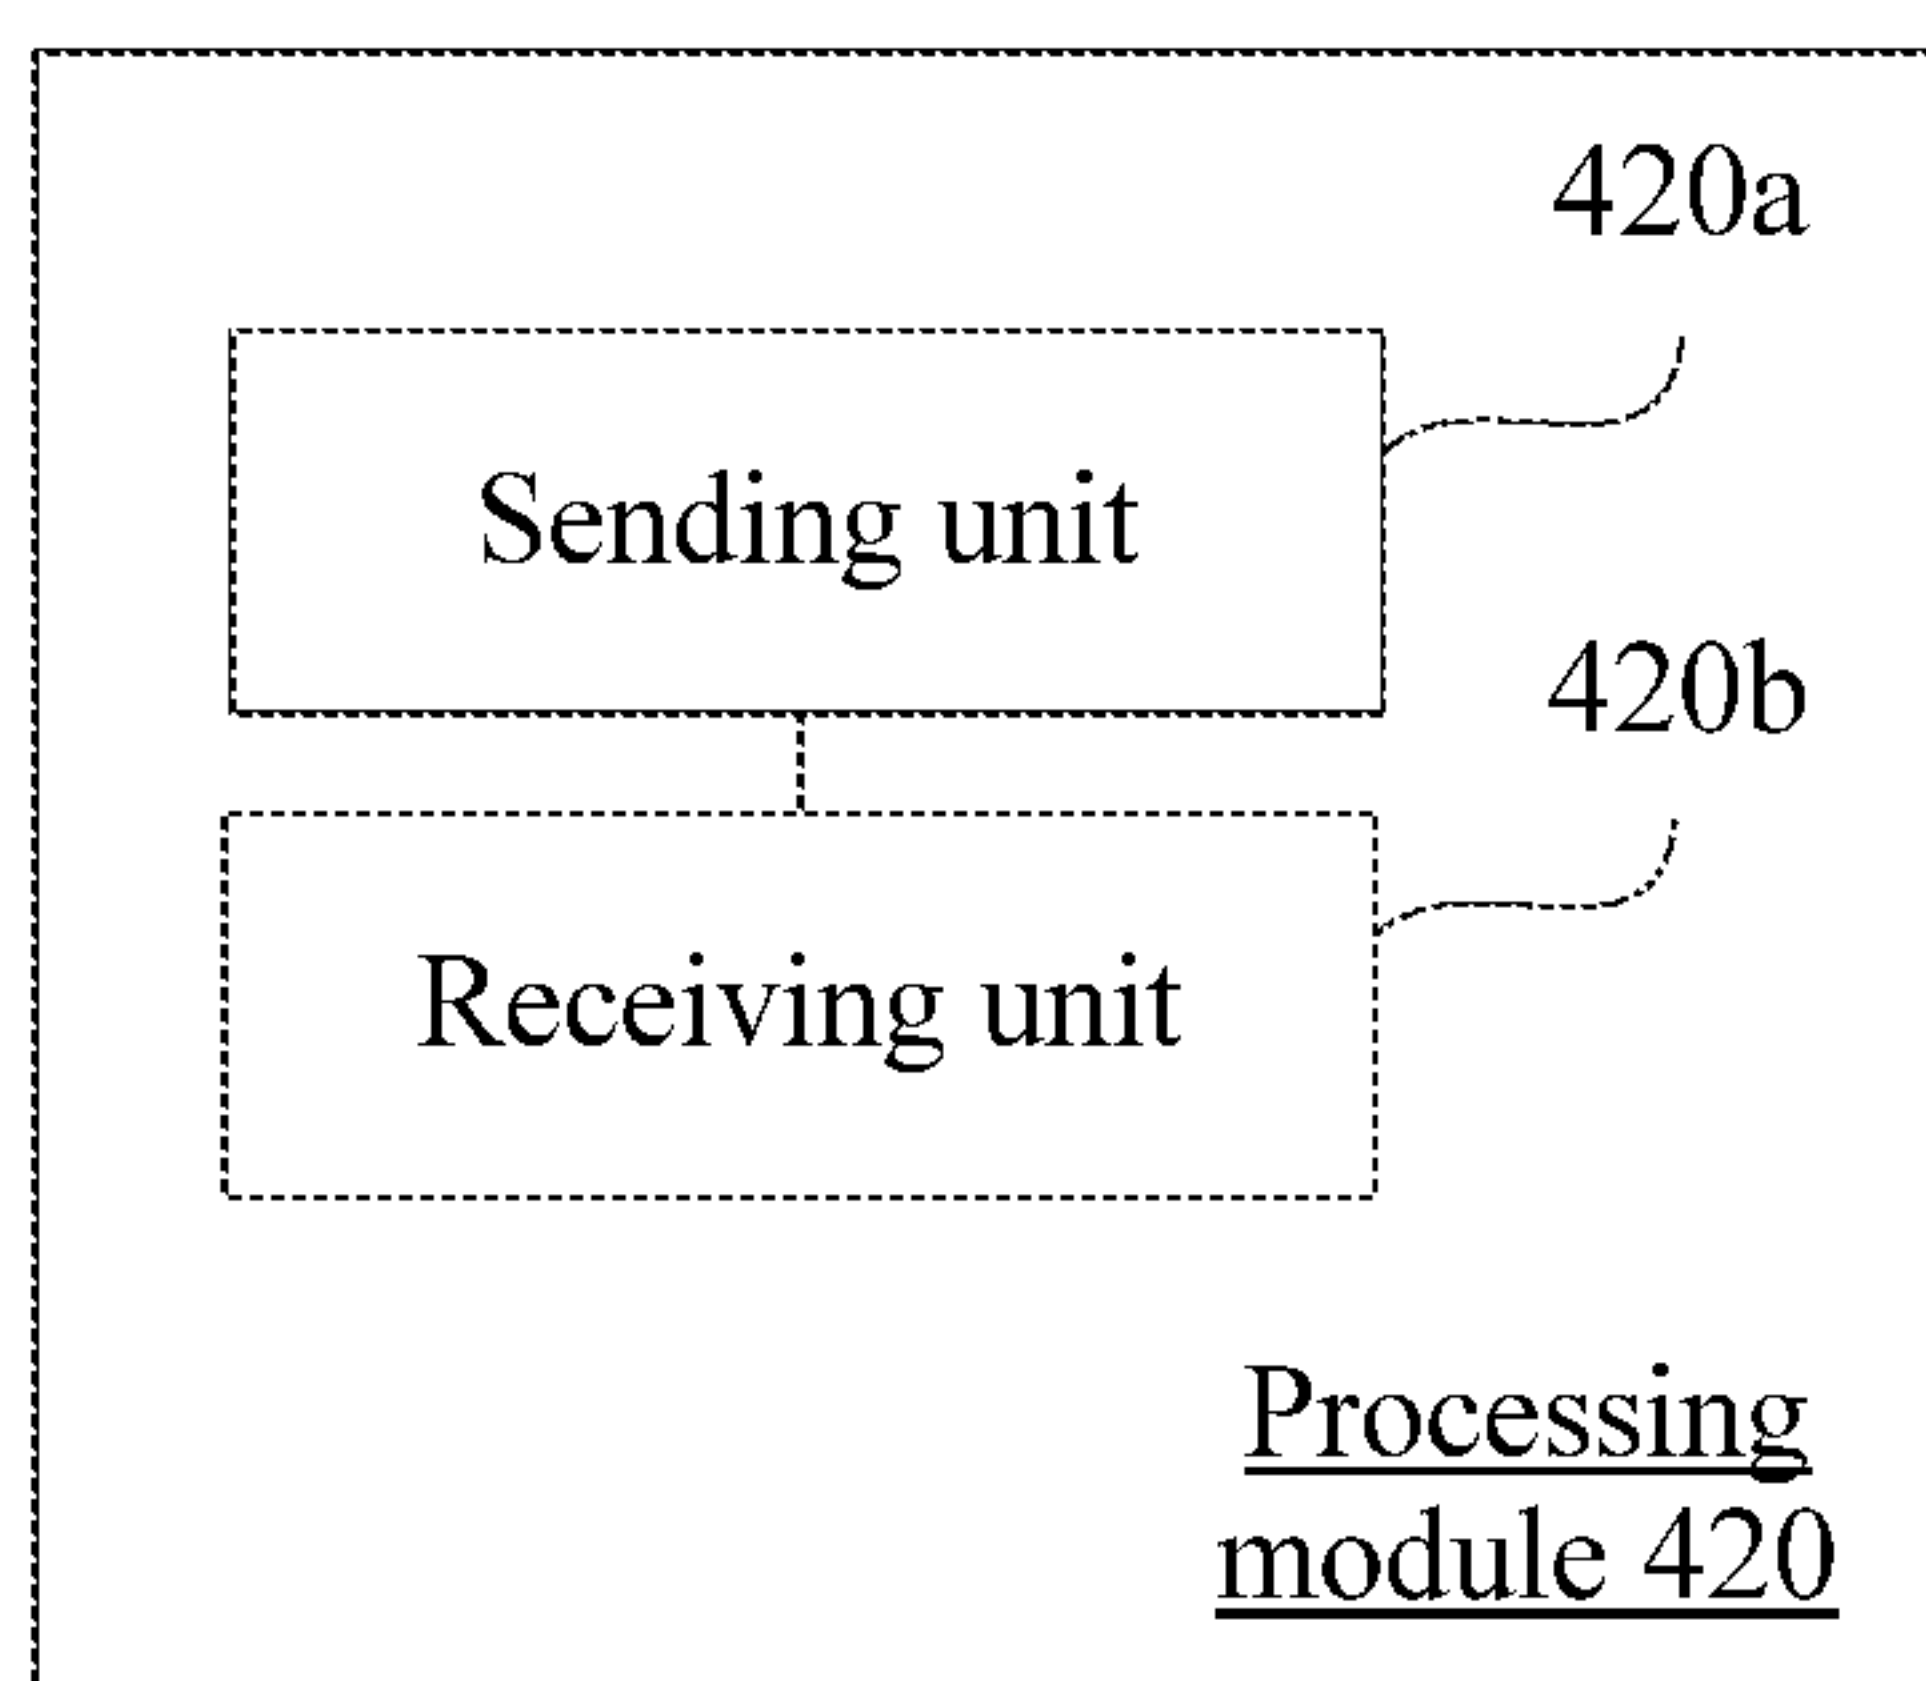 420a
Sending unit
420b
Receiving unit
Processing
module 420